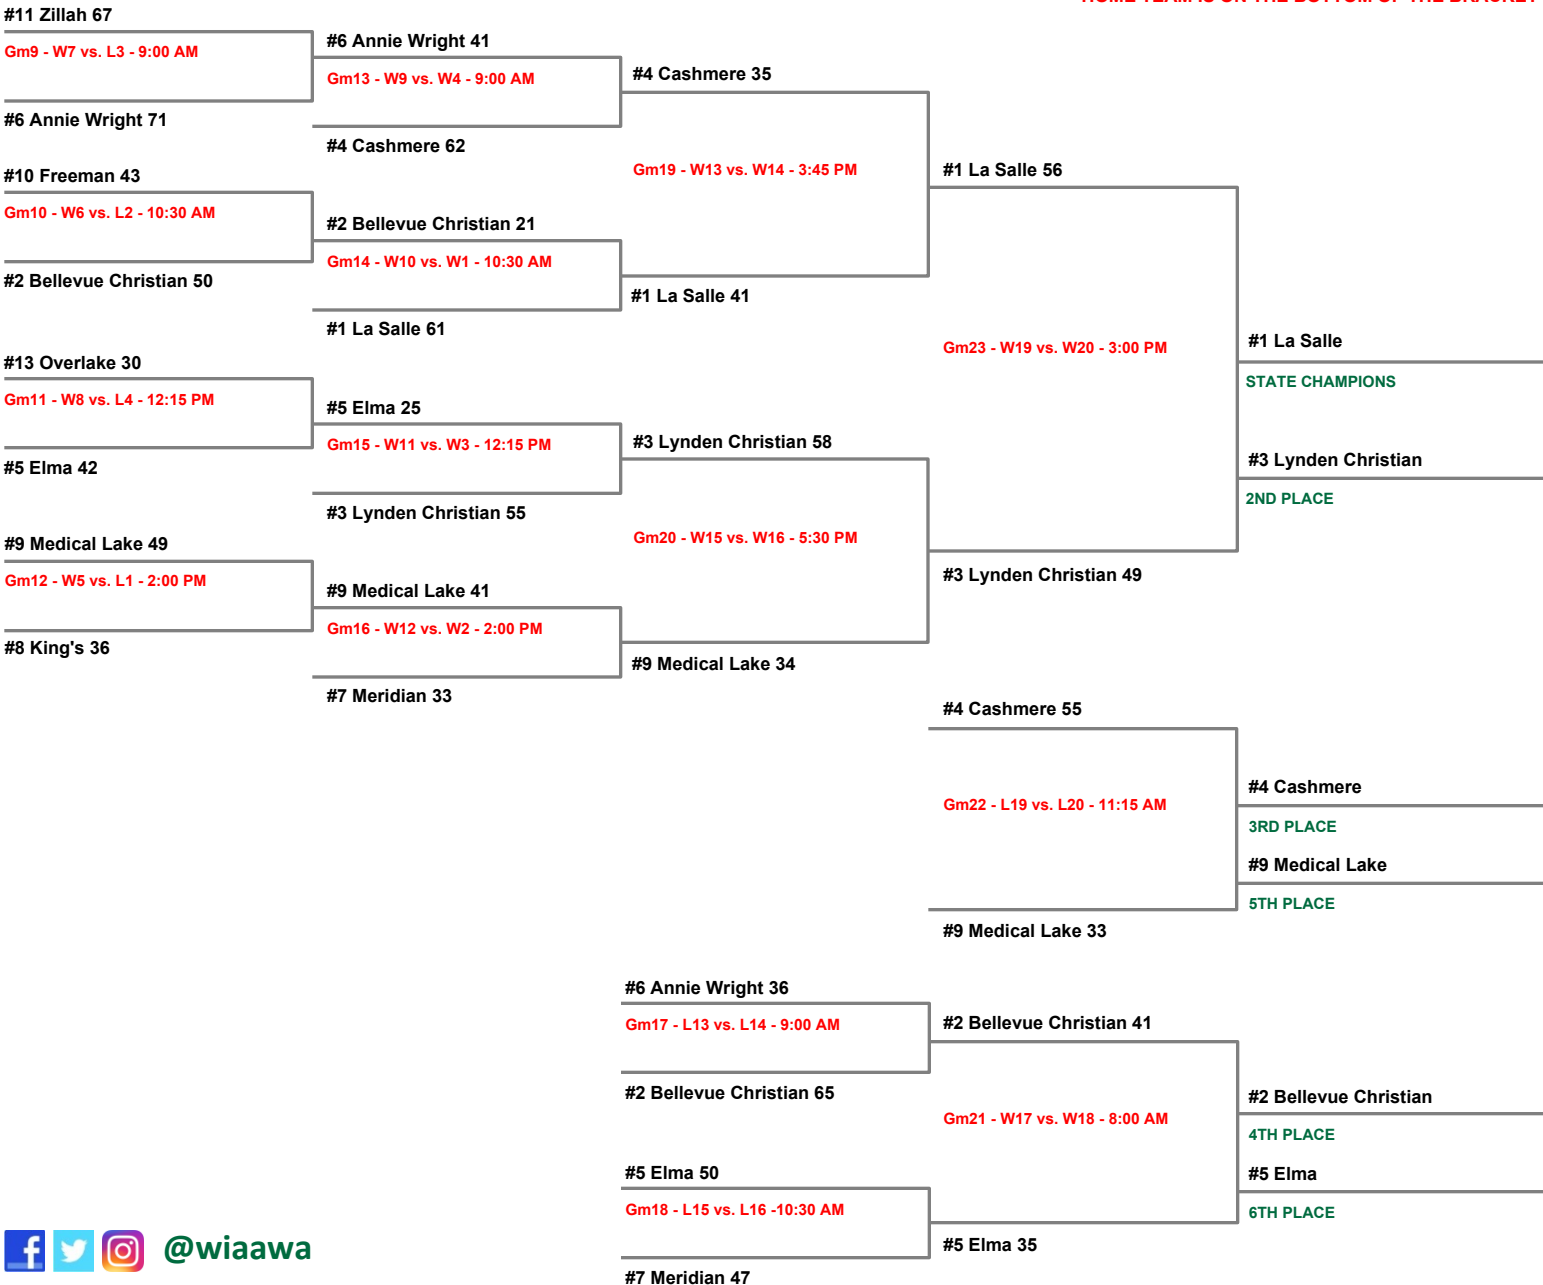 HOME TEAM IS ON THE BOTTOM OF THE BRACKET
#11 Zillah 67
Gm9 - W7 vs. L3 - 9:00 AM
#6 Annie Wright 71
#10 Freeman 43
Gm10 - W6 vs. L2 - 10:30 AM
#2 Bellevue Christian 50
#13 Overlake 30
Gm11 - W8 vs. L4 - 12:15 PM
#5 Elma 42
#9 Medical Lake 49
Gm12 - W5 vs. L1 - 2:00 PM
#8 King's 36
#6 Annie Wright 41
Gm13 - W9 vs. W4 - 9:00 AM
#4 Cashmere 62
#2 Bellevue Christian 21
Gm14 - W10 vs. W1 - 10:30 AM
#1 La Salle 61
#5 Elma 25
Gm15 - W11 vs. W3 - 12:15 PM
#3 Lynden Christian 55
#9 Medical Lake 41
Gm16 - W12 vs. W2 - 2:00 PM
#7 Meridian 33
#4 Cashmere 35
Gm19 - W13 vs. W14 - 3:45 PM
#1 La Salle 41
#3 Lynden Christian 58
Gm20 - W15 vs. W16 - 5:30 PM
#9 Medical Lake 34
#1 La Salle 56
Gm23 - W19 vs. W20 - 3:00 PM
#3 Lynden Christian 49
#1 La Salle
STATE CHAMPIONS
#3 Lynden Christian
2ND PLACE
#4 Cashmere 55
Gm22 - L19 vs. L20 - 11:15 AM
#9 Medical Lake 33
#4 Cashmere
3RD PLACE
#9 Medical Lake
5TH PLACE
#6 Annie Wright 36
Gm17 - L13 vs. L14 - 9:00 AM
#2 Bellevue Christian 65
#5 Elma 50
Gm18 - L15 vs. L16 -10:30 AM
#7 Meridian 47
#2 Bellevue Christian 41
Gm21 - W17 vs. W18 - 8:00 AM
#5 Elma 35
#2 Bellevue Christian
4TH PLACE
#5 Elma
6TH PLACE
@wiaawa